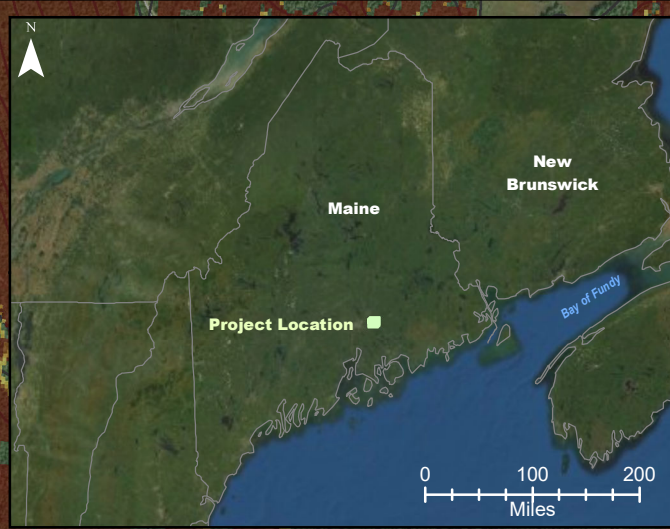 N
Maine
New
Brunswick
Project Location
Bay of Fundy
0 100 200
Miles